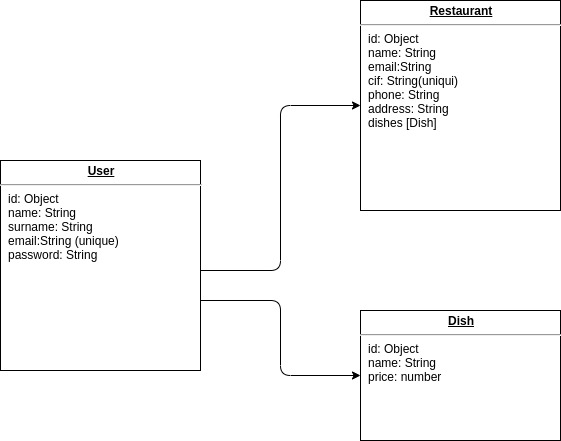 Restaurant
id: Object
name: String
email:String
cif: String(uniqui)
phone: String
address: String
dishes [Dish]
User
id: Object
name: String
surname: String
email:String (unique)
password: String
Dish
id: Object
name: String
price: number